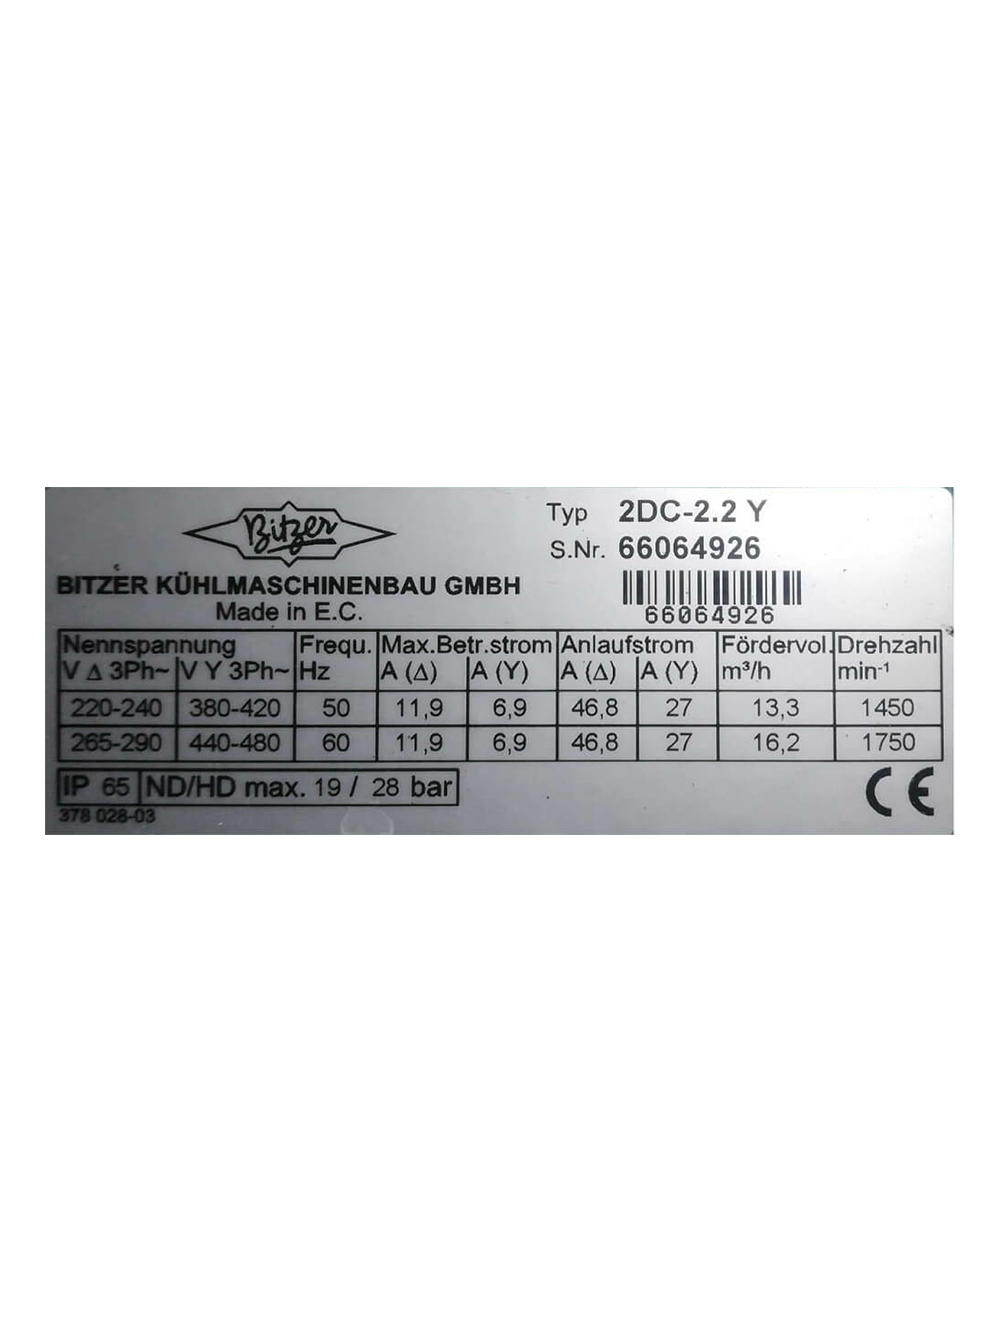 Bitzer
BITZER KÜHLMASCHINENBAU GMBH
Made in E.C.
Typ 2DC-2.2 Y
S.Nr. 66064926
66064926
Nennspannung Frequ. Max.Betr.strom Anlaufstrom Fördervol. Drehzahl
V Δ 3Ph~ V Y 3Ph~ Hz A (Δ) A (Y) A (Δ) A (Y) m³/h min⁻¹
220-240 380-420 50 11,9 6,9 46,8 27 13,3 1450
265-290 440-480 60 11,9 6,9 46,8 27 16,2 1750
IP 65 ND/HD max. 19 / 28 bar
CE
378 028-03